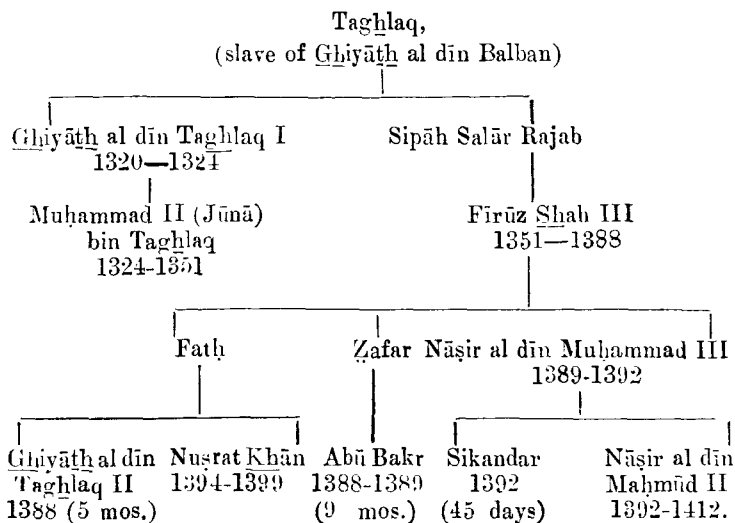 Taghlaq,
(slave of Ghiyāth al dīn Balban)
Ghiyāth al dīn Taghlaq I Sipāh Salār Rajab
1320—1324
Muḥammad II (Jūnā) Fīrūz Shah III
bin Taghlaq 1351—1388
1324-1351
Fatḥ Ẓafar Nāṣir al dīn Muḥammad III
1389-1392
Ghiyāth al dīn Nuṣrat Khān Abū Bakr Sikandar Nāṣir al dīn
Taghlaq II 1394-1399 1388-1389 1392 Maḥmūd II
1388 (5 mos.) (9 mos.) (45 days) 1392-1412.